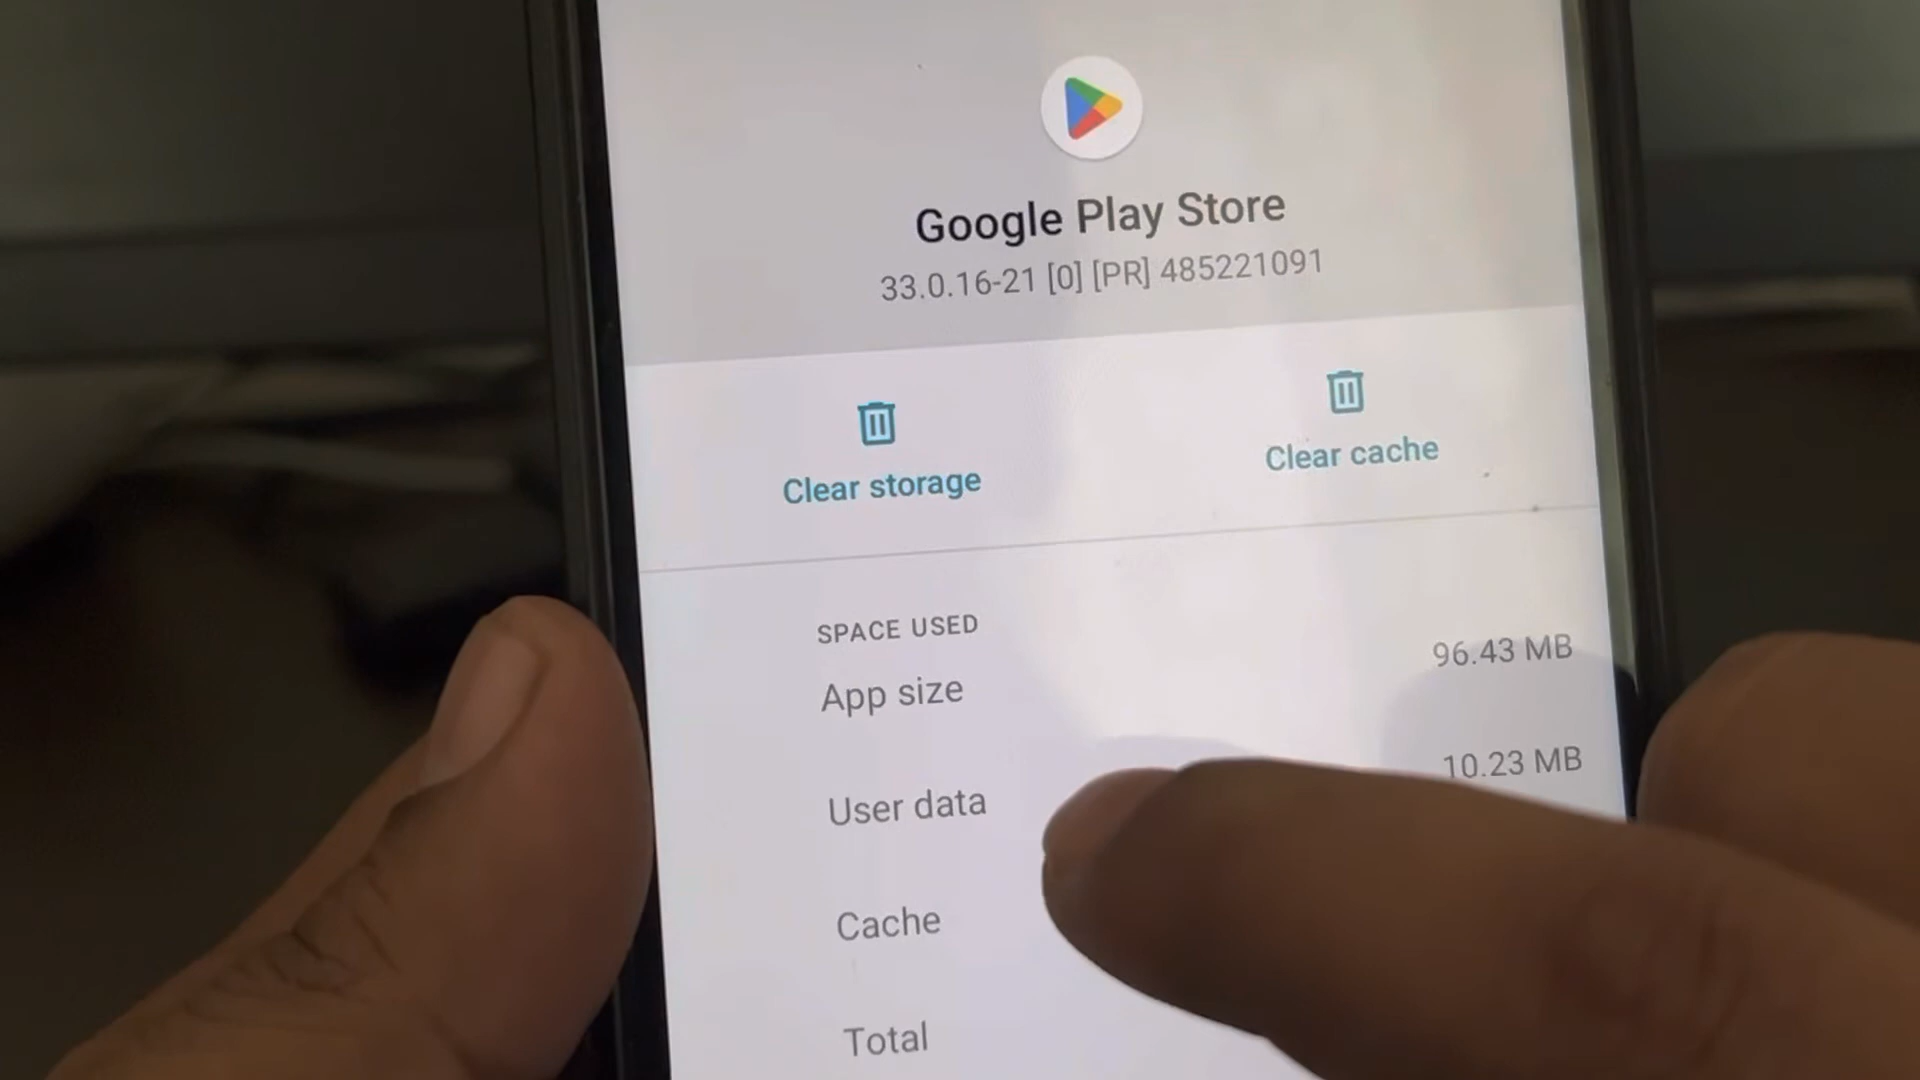 Google Play Store
33.0.16-21 [0] [PR] 485221091
Clear storage
Clear cache
SPACE USED
App size
96.43 MB
User data
10.23 MB
Cache
Total